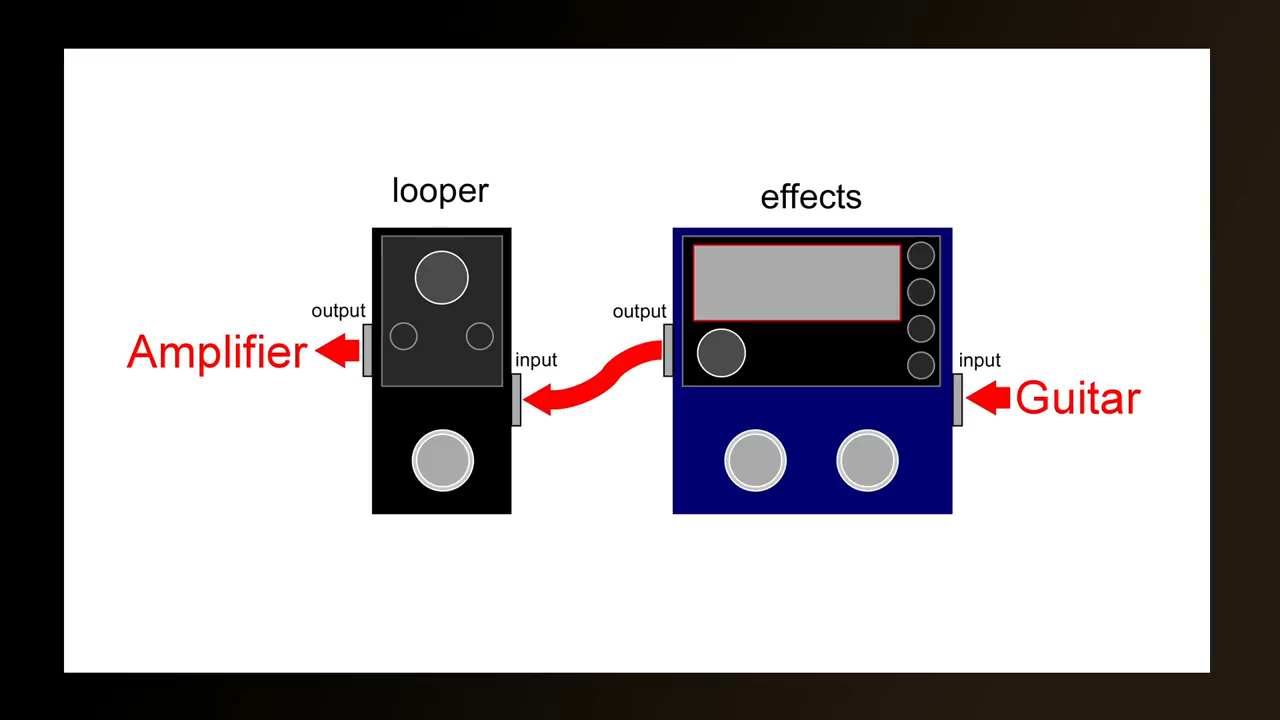 looper
effects
output
output
Amplifier
input
input
Guitar